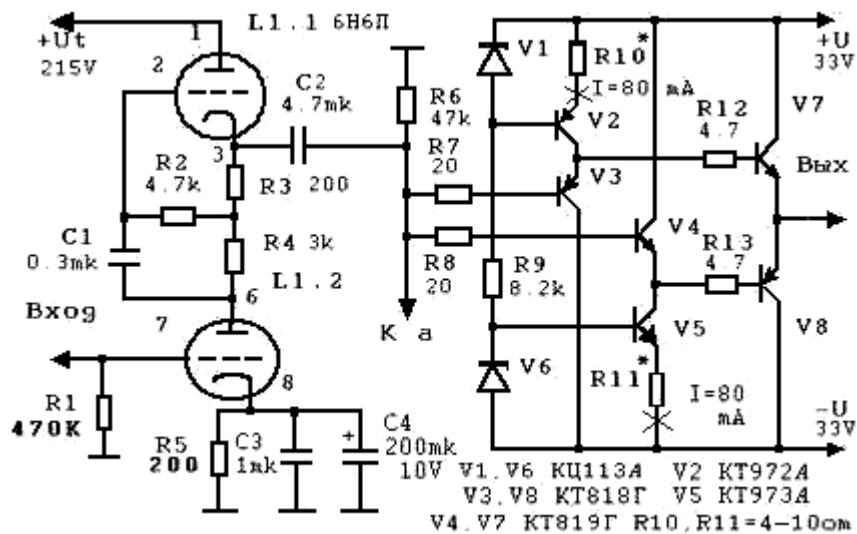 1
L1.1 6Н6П
+Ut
215V
2
C2
4.7mk
3
R2
4.7k
R3
200
C1
0.3mk
R4 3k
L1.2
6
Вход
7
8
R1
470K
R5
200
C3
1mk
C4
+
200mk
10V
R6
47k
R7
20
R8
20
К а
V1
R10
*
I=80 mA
V2
R12
4.7
V7
+U
33V
V3
Вых
V4
R9
8.2k
R13
4.7
V5
V8
V6
*
R11
I=80
mA
-U
33V
V1.V6 КЦ113А V2 КТ972А
V3.V8 КТ818Г V5 КТ973А
V4.V7 КТ819Г R10,R11=4-10om